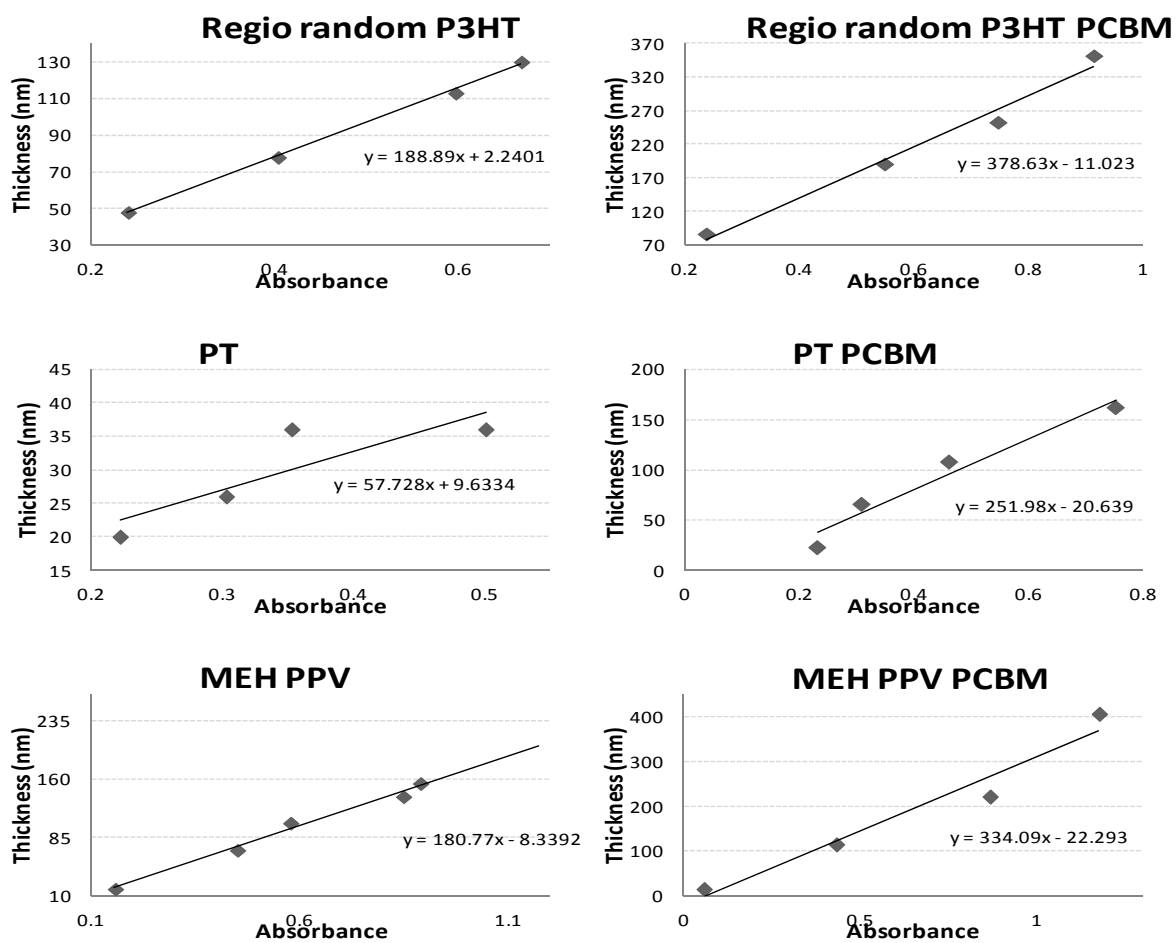 Regio random P3HT
130
110
90
70
50
30
Thickness (nm)
y = 188.89x + 2.2401
0.2
0.4
0.6
Absorbance
Regio random P3HT PCBM
370
320
270
220
170
120
70
Thickness (nm)
y = 378.63x - 11.023
0.2
0.4
0.6
0.8
1
Absorbance
PT
45
40
35
30
25
20
15
Thickness (nm)
y = 57.728x + 9.6334
0.2
0.3
0.4
0.5
Absorbance
PT PCBM
200
150
100
50
0
Thickness (nm)
y = 251.98x - 20.639
0
0.2
0.4
0.6
0.8
Absorbance
MEH PPV
235
160
85
10
Thickness (nm)
y = 180.77x - 8.3392
0.1
0.6
1.1
Absorbance
MEH PPV PCBM
400
300
200
100
0
Thickness (nm)
y = 334.09x - 22.293
0
0.5
1
Absorbance